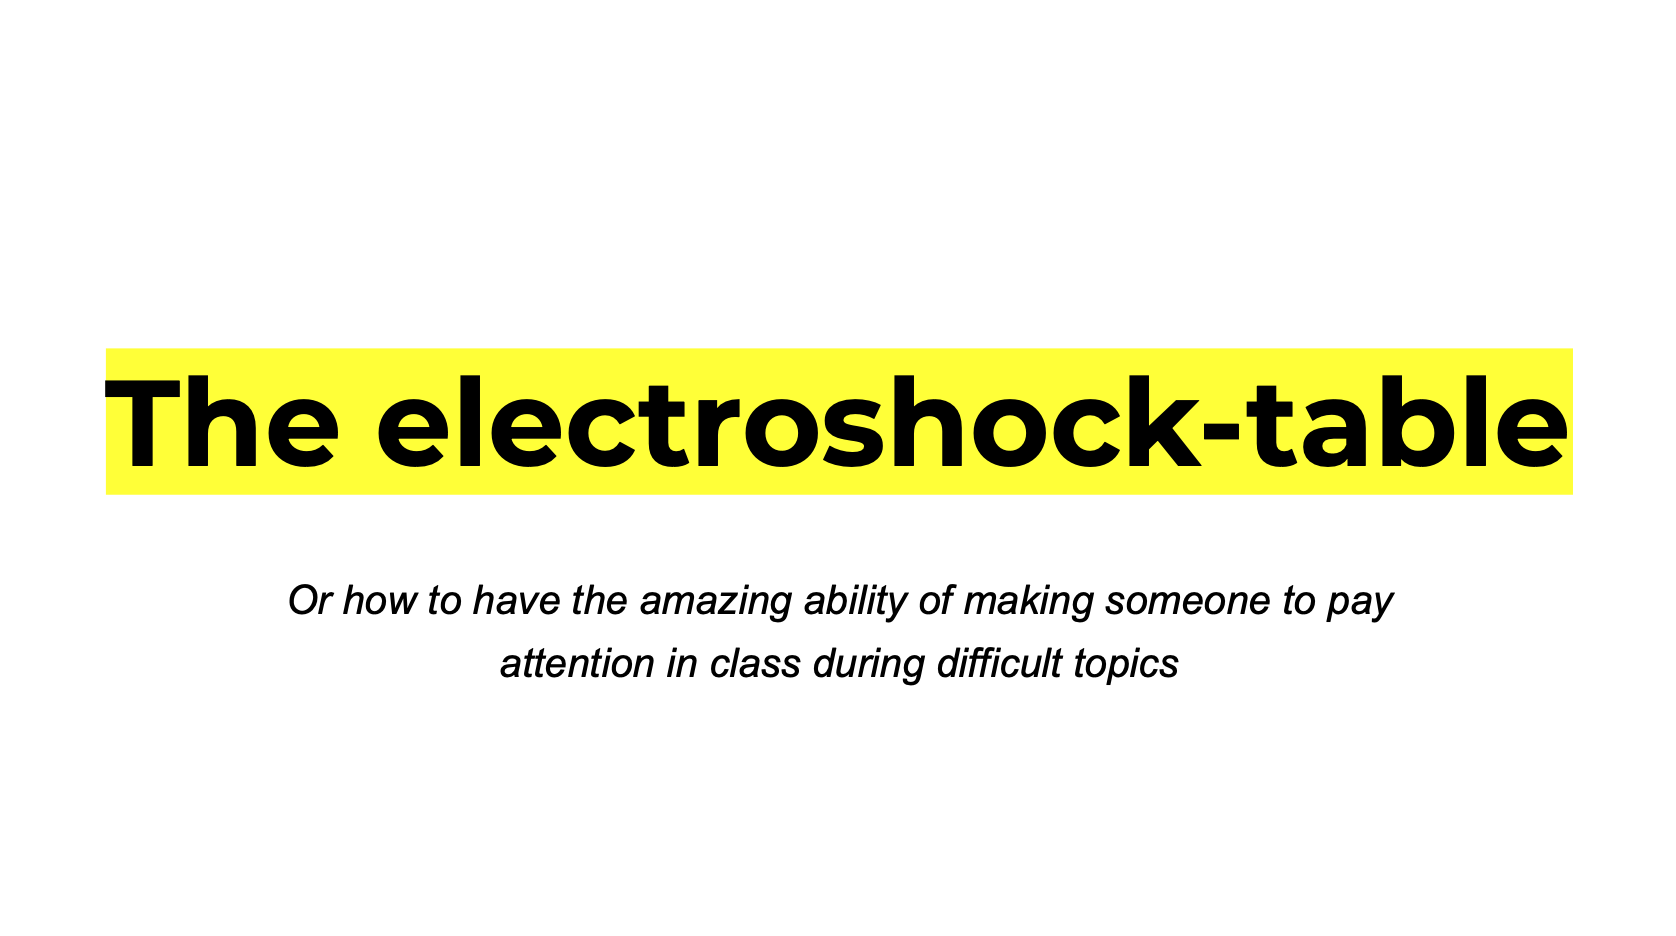 The electroshock-table
Or how to have the amazing ability of making someone to pay
attention in class during difficult topics